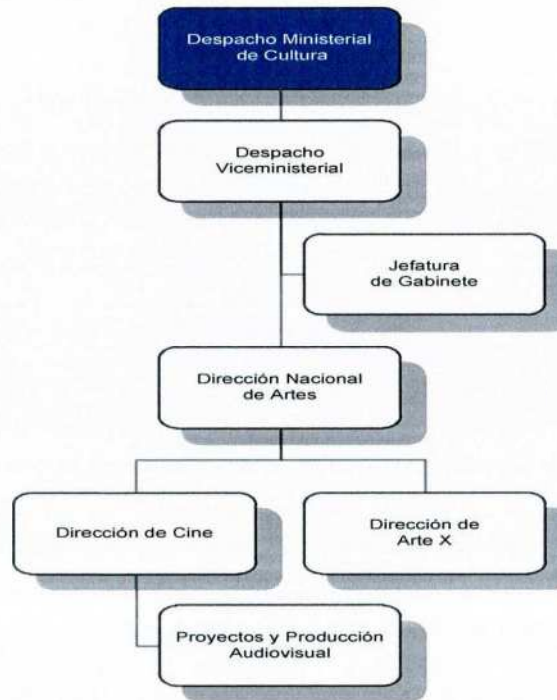 Despacho Ministerial
de Cultura
Despacho
Viceministerial
Jefatura
de Gabinete
Dirección Nacional
de Artes
Dirección de Cine
Dirección de
Arte X
Proyectos y Producción
Audiovisual